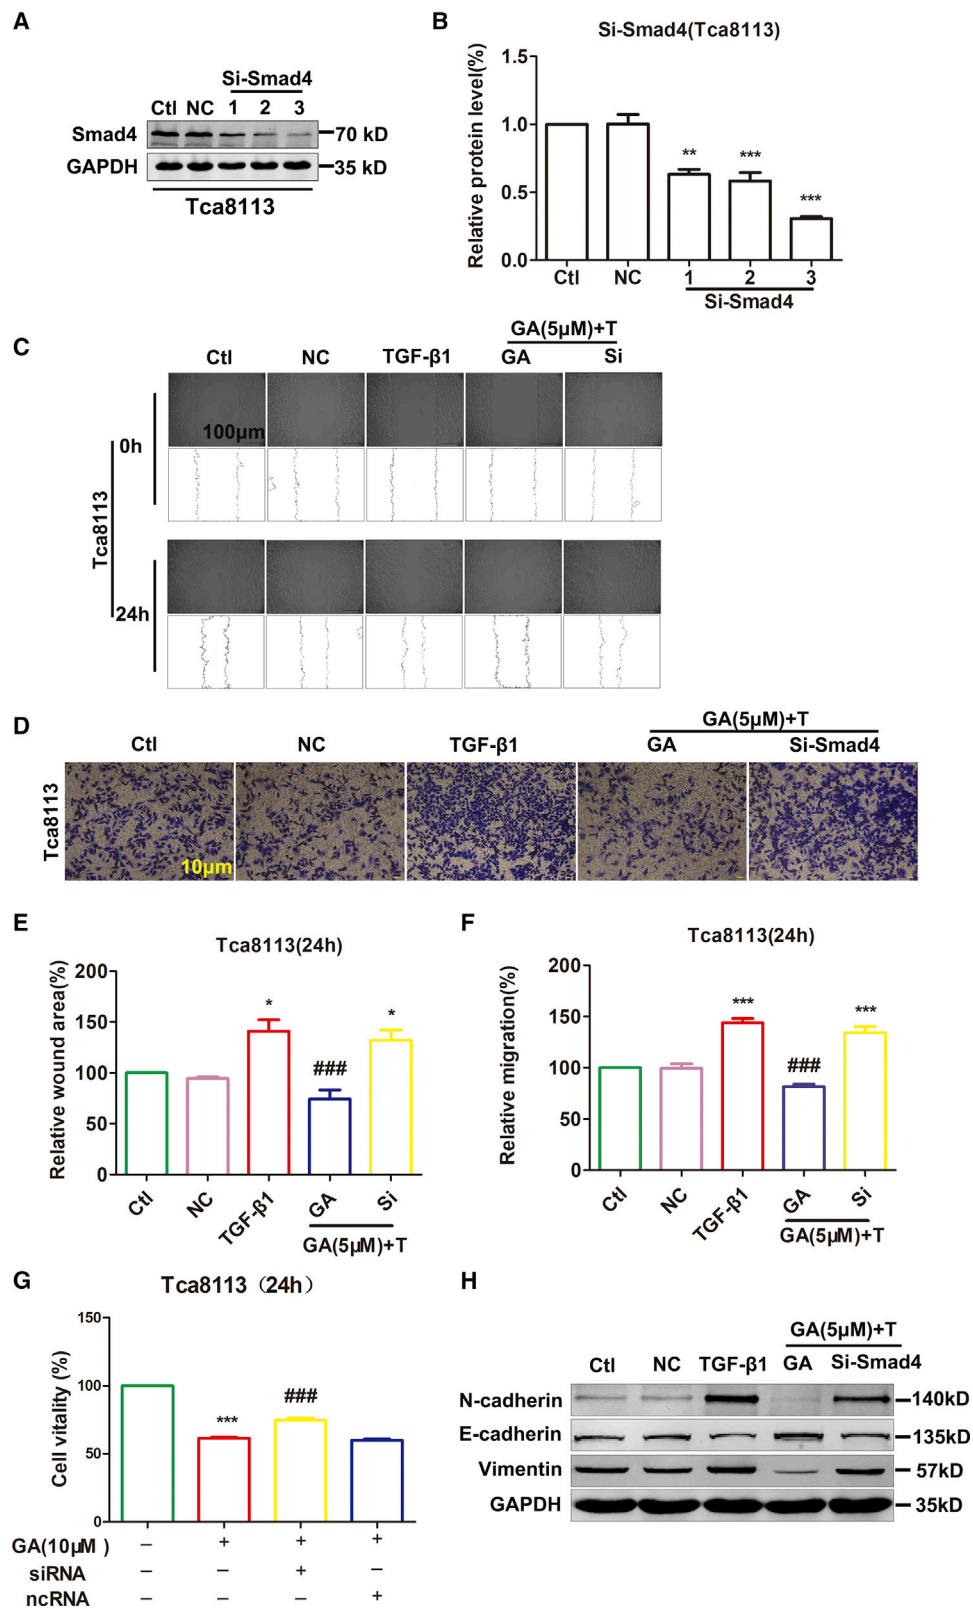 A
Si-Smad4
Ctl NC 1 2 3
Smad4 70 kD
GAPDH 35 kD
Tca8113
B
Si-Smad4(Tca8113)
Relative protein level(%)
1.5
1.0
0.5
0.0
** *** ***
Ctl NC 1 2 3
Si-Smad4
C
GA(5μM)+T
Ctl NC TGF-β1 GA Si
Tca8113
0h
100μm
24h
D
GA(5μM)+T
Ctl NC TGF-β1 GA Si-Smad4
Tca8113
10μm
E
Tca8113(24h)
Relative wound area(%)
200
150
100
50
0
* ### *
Ctl NC TGF-β1 GA Si
GA(5μM)+T
F
Tca8113(24h)
Relative migration(%)
200
150
100
50
0
*** ### ***
Ctl NC TGF-β1 GA Si
GA(5μM)+T
G
Tca8113（24h）
Cell vitality (%)
150
100
50
0
*** ###
GA(10μM ) – + + +
siRNA – – + –
ncRNA – – – +
H
GA(5μM)+T
Ctl NC TGF-β1 GA Si-Smad4
N-cadherin 140kD
E-cadherin 135kD
Vimentin 57kD
GAPDH 35kD